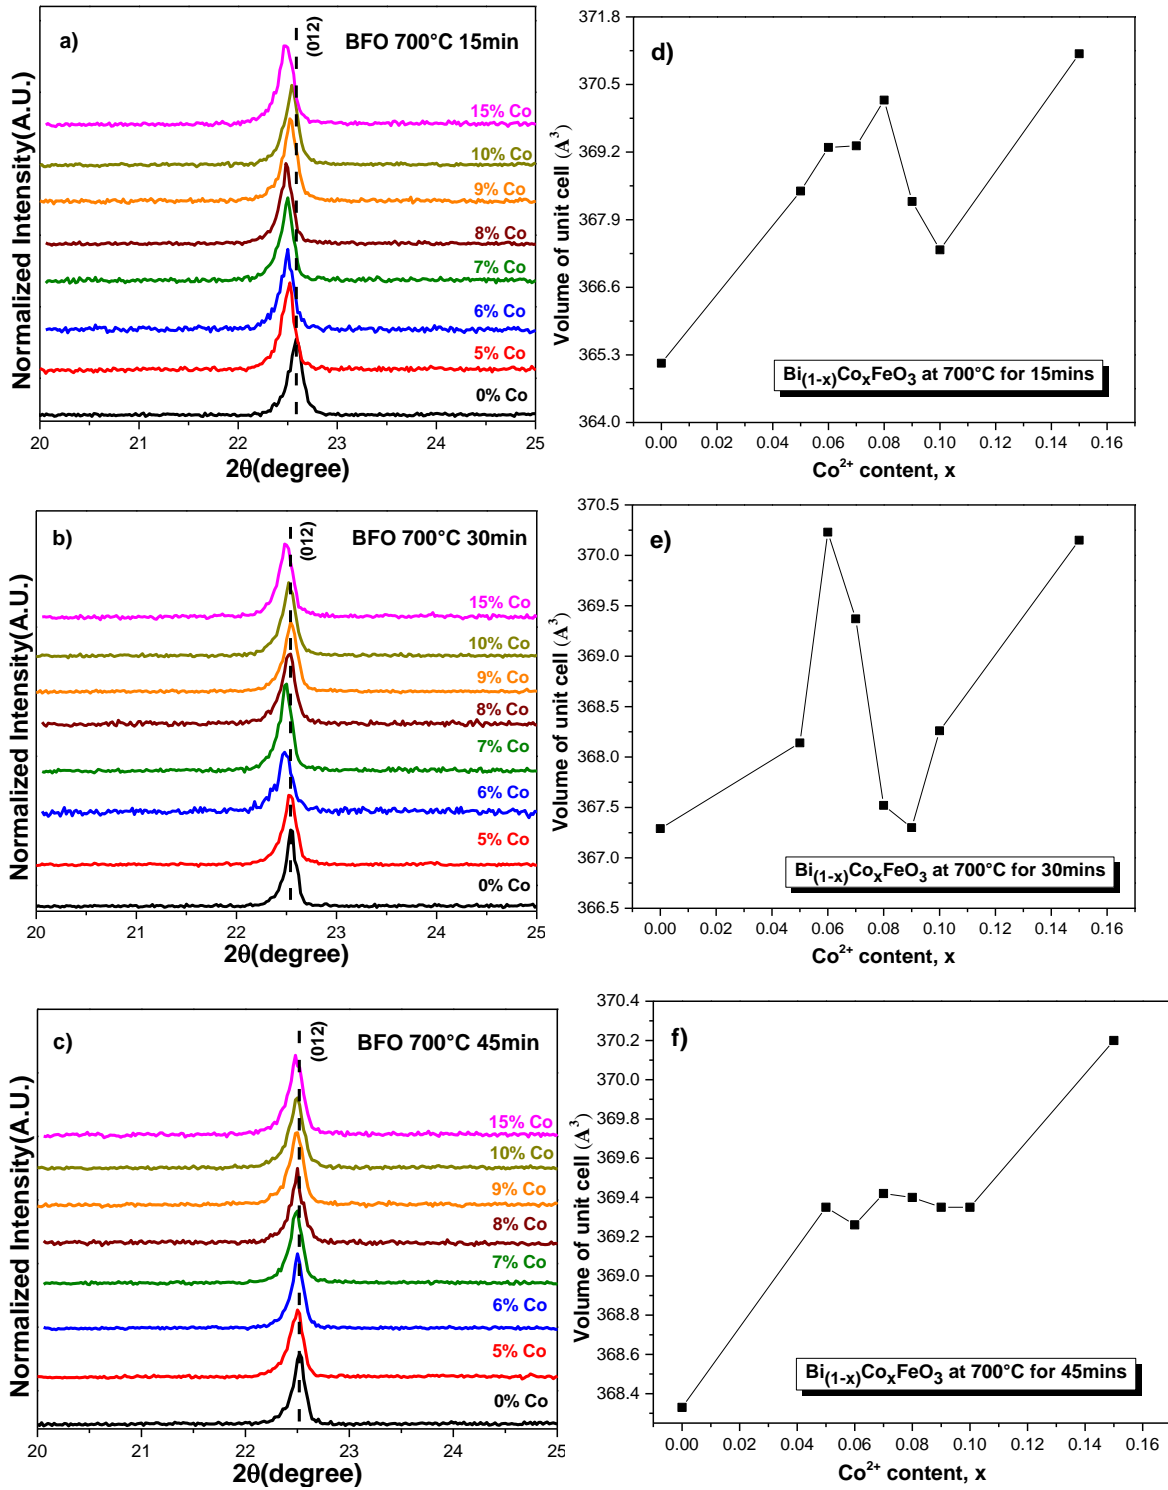 a)
BFO 700°C 15min
(012)
15% Co
10% Co
9% Co
8% Co
7% Co
6% Co
5% Co
0% Co
Normalized Intensity(A.U.)
20 21 22 23 24 25
2θ(degree)
d)
371.8
370.5
369.2
367.9
366.6
365.3
364.0
Volume of unit cell (A³)
Bi(1-x)CoxFeO3 at 700°C for 15mins
0.00 0.02 0.04 0.06 0.08 0.10 0.12 0.14 0.16
Co²⁺ content, x
b)
BFO 700°C 30min
(012)
15% Co
10% Co
9% Co
8% Co
7% Co
6% Co
5% Co
0% Co
Normalized Intensity(A.U.)
20 21 22 23 24 25
2θ(degree)
e)
370.5
370.0
369.5
369.0
368.5
368.0
367.5
367.0
366.5
Volume of unit cell (A³)
Bi(1-x)CoxFeO3 at 700°C for 30mins
0.00 0.02 0.04 0.06 0.08 0.10 0.12 0.14 0.16
Co²⁺ content, x
c)
BFO 700°C 45min
(012)
15% Co
10% Co
9% Co
8% Co
7% Co
6% Co
5% Co
0% Co
Normalized Intensity(A.U.)
20 21 22 23 24 25
2θ(degree)
f)
370.4
370.2
370.0
369.8
369.6
369.4
369.2
369.0
368.8
368.6
368.4
Volume of unit cell (A³)
Bi(1-x)CoxFeO3 at 700°C for 45mins
0.00 0.02 0.04 0.06 0.08 0.10 0.12 0.14 0.16
Co²⁺ content, x